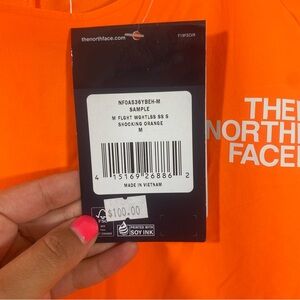 thenorthface.com
NF0A536YBEH-M
SAMPLE
M FLGHT WGHTLSS SS S
SHOCKING ORANGE
M
4 15169 26886 2
MADE IN VIETNAM
$100.00
FSC
PRINTED WITH
SOY INK
THE
NORTH
FACE